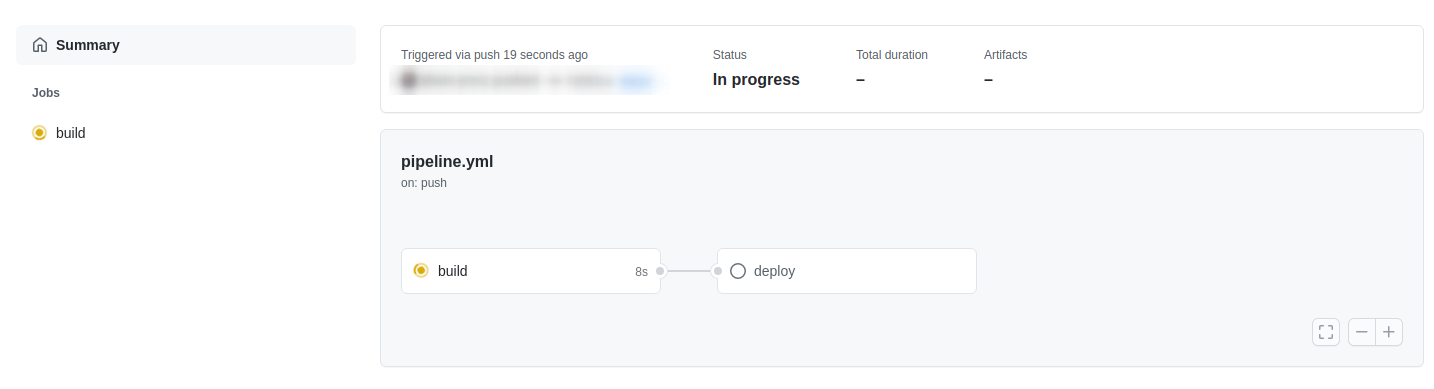 Summary
Jobs
build
Triggered via push 19 seconds ago
Status
In progress
Total duration
–
Artifacts
–
pipeline.yml
on: push
build 8s
deploy